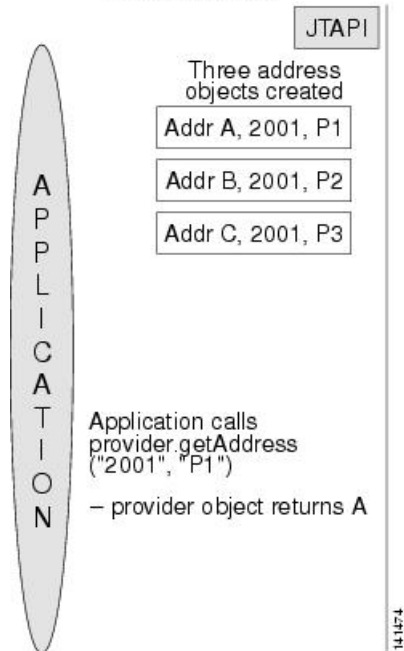 JTAPI
Three address
objects created
Addr A, 2001, P1
Addr B, 2001, P2
Addr C, 2001, P3
APPLICATION
Application calls
provider.getAddress
("2001", "P1")
– provider object returns A
141474